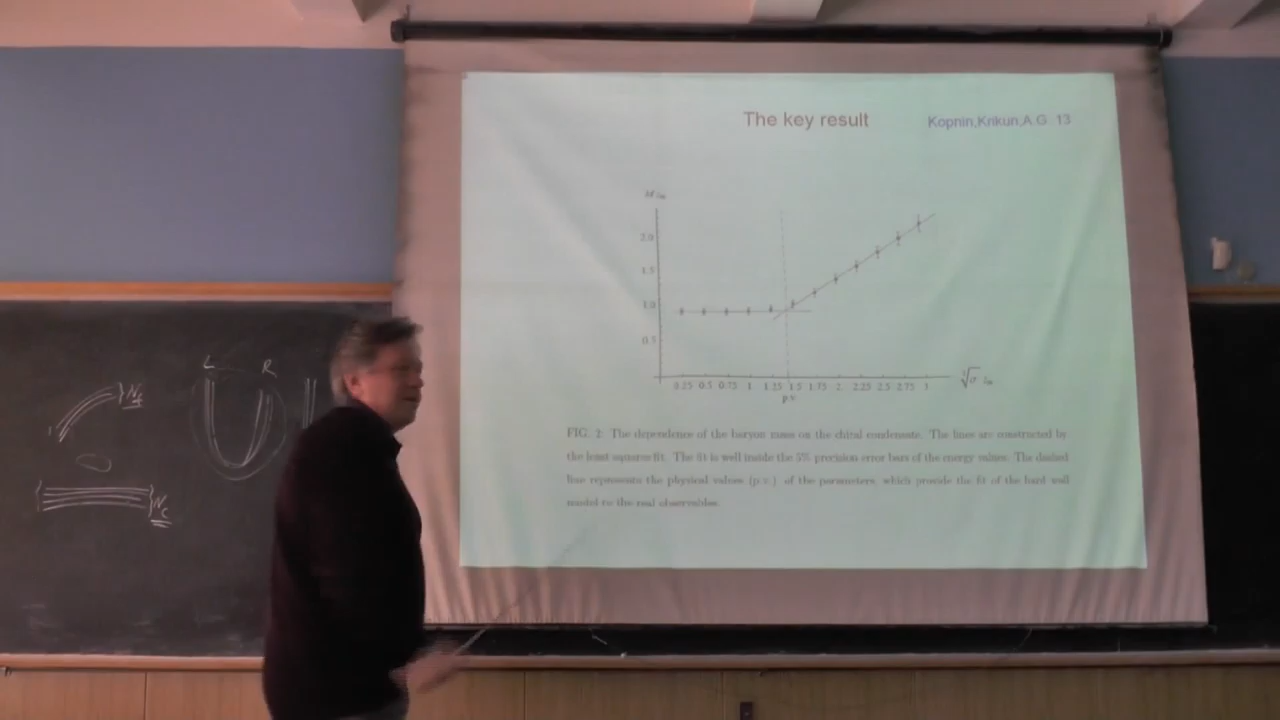 The key result
Kopnin,Krikun,A.G. 13
M z_m
2.0
1.5
1.0
0.5
0.25 0.5 0.75 1 1.25 1.5 1.75 2. 2.25 2.5 2.75 3
p.v.
∛σ z_m
FIG. 2: The dependence of the baryon mass on the chiral condensate. The lines are constructed by
the least squares fit. The fit is well inside the 5% precision error bars of the energy values. The dashed
line represents the physical values (p.v.) of the parameters, which provide the fit of the hard wall
model to the real observables.
L R
}N_f
}N_c